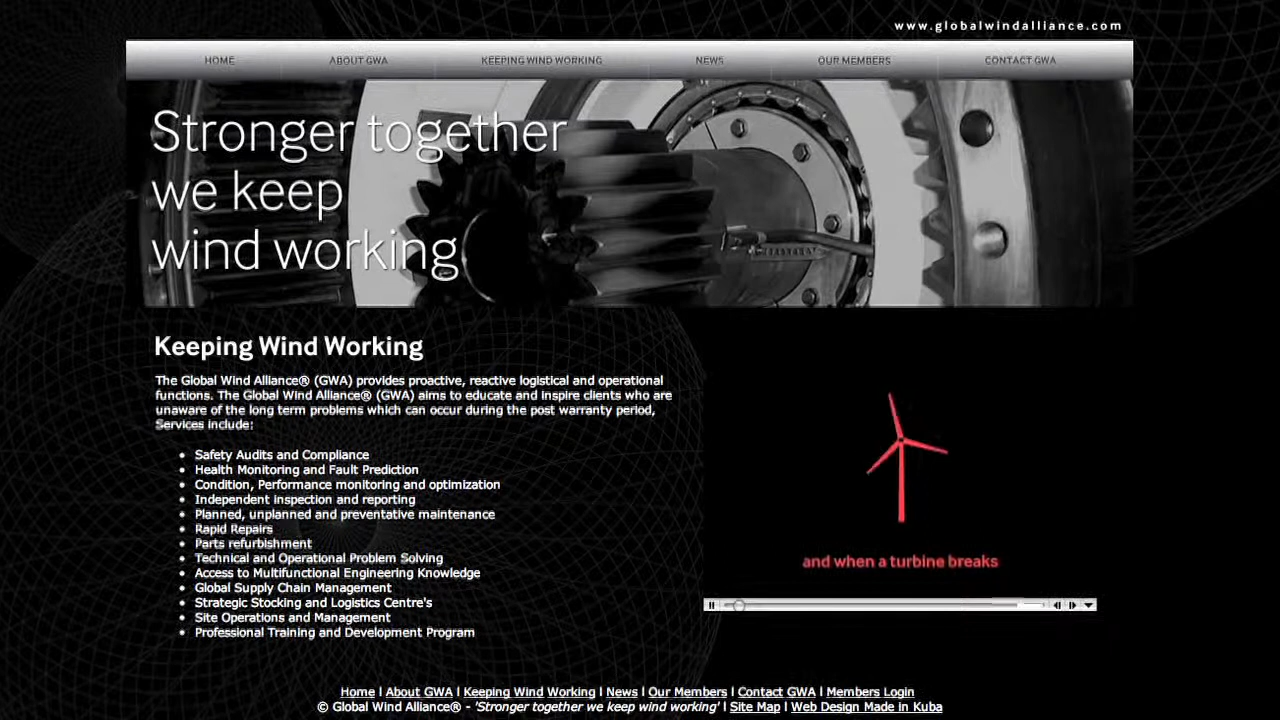 www.globalwindalliance.com
HOME ABOUT GWA KEEPING WIND WORKING NEWS OUR MEMBERS CONTACT GWA
Stronger together
we keep
wind working
Keeping Wind Working
The Global Wind Alliance® (GWA) provides proactive, reactive logistical and operational
functions. The Global Wind Alliance® (GWA) aims to educate and inspire clients who are
unaware of the long term problems which can occur during the post warranty period,
Services include:
• Safety Audits and Compliance
• Health Monitoring and Fault Prediction
• Condition, Performance monitoring and optimization
• Independent inspection and reporting
• Planned, unplanned and preventative maintenance
• Rapid Repairs
• Parts refurbishment
• Technical and Operational Problem Solving
• Access to Multifunctional Engineering Knowledge
• Global Supply Chain Management
• Strategic Stocking and Logistics Centre's
• Site Operations and Management
• Professional Training and Development Program
and when a turbine breaks
Home | About GWA | Keeping Wind Working | News | Our Members | Contact GWA | Members Login
© Global Wind Alliance® - 'Stronger together we keep wind working' | Site Map | Web Design Made in Kuba